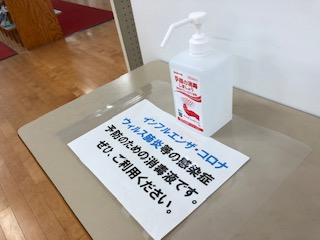 手指の消毒
インフルエンザ・コロナ
ウィルス肺炎等の感染症
予防のための消毒液です。
ぜひ、ご利用ください。